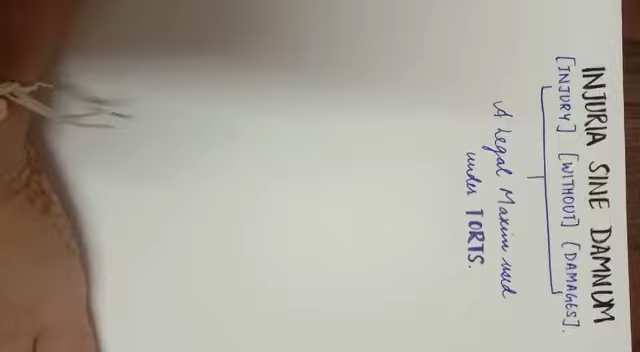 INJURIA SINE DAMNUM
[INJURY] [WITHOUT] [DAMAGES].
A Legal Maxim used
under TORTS.